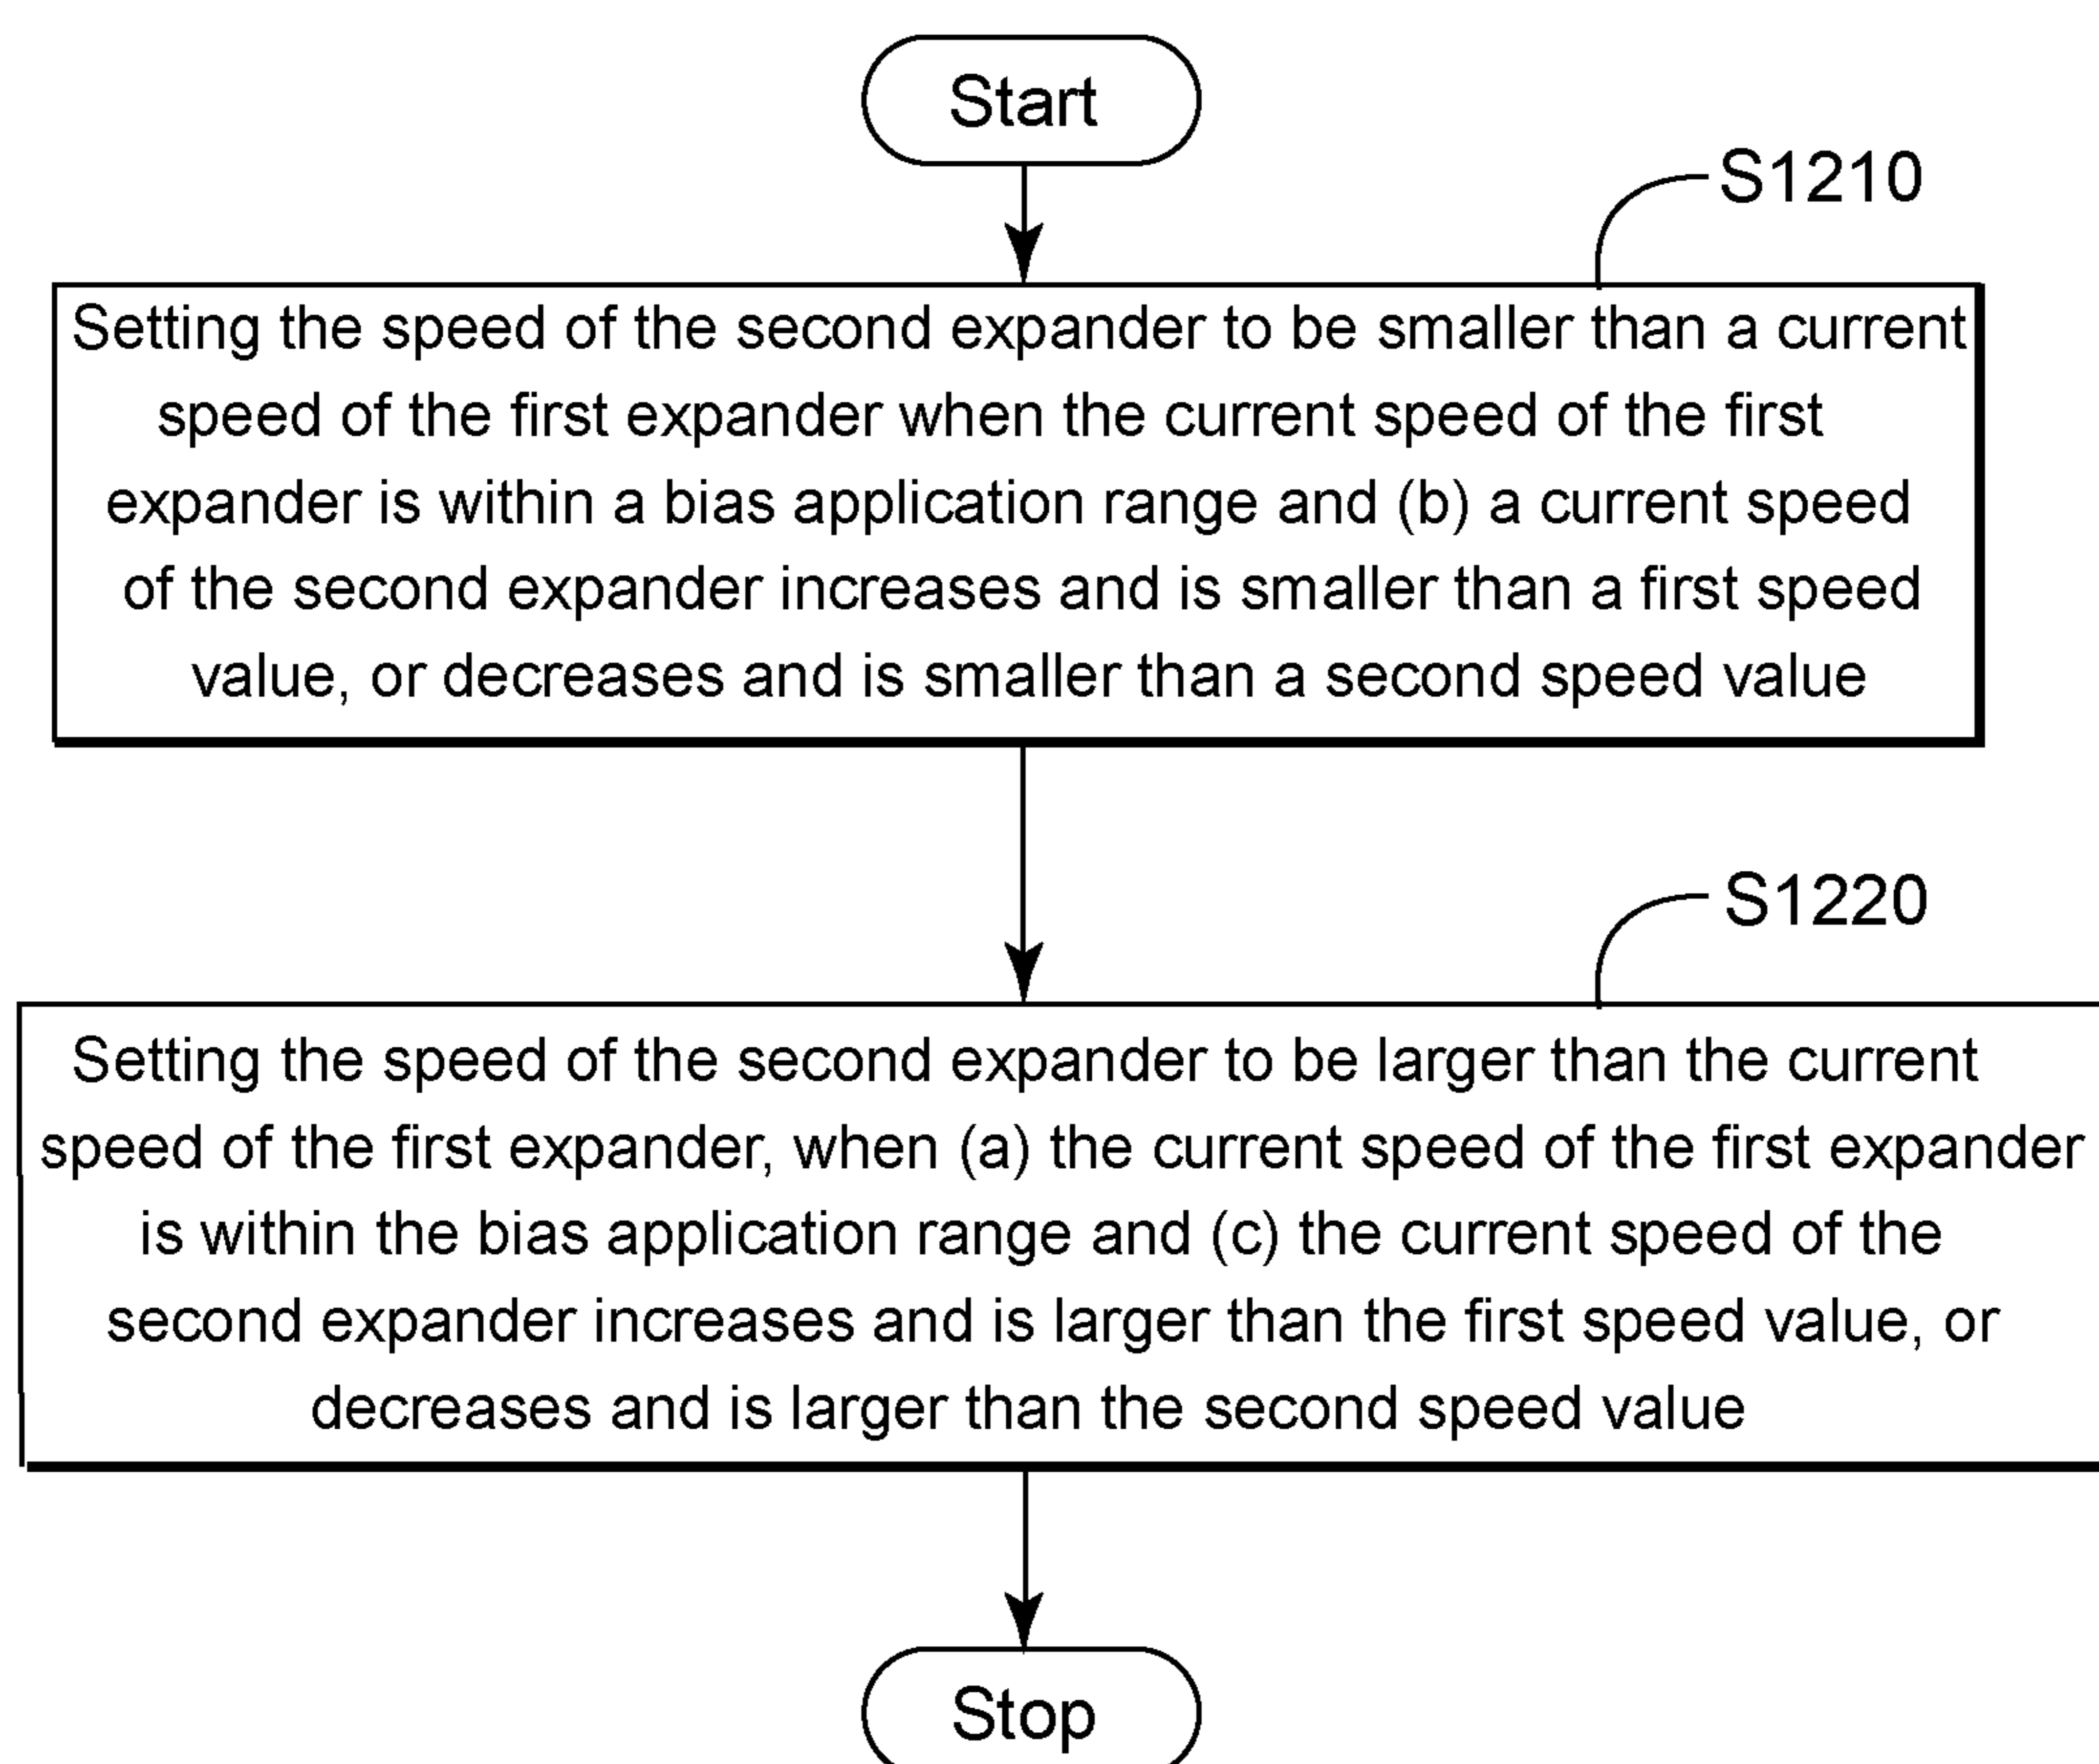 Start
S1210
Setting the speed of the second expander to be smaller than a current
speed of the first expander when the current speed of the first
expander is within a bias application range and (b) a current speed
of the second expander increases and is smaller than a first speed
value, or decreases and is smaller than a second speed value
S1220
Setting the speed of the second expander to be larger than the current
speed of the first expander, when (a) the current speed of the first expander
is within the bias application range and (c) the current speed of the
second expander increases and is larger than the first speed value, or
decreases and is larger than the second speed value
Stop